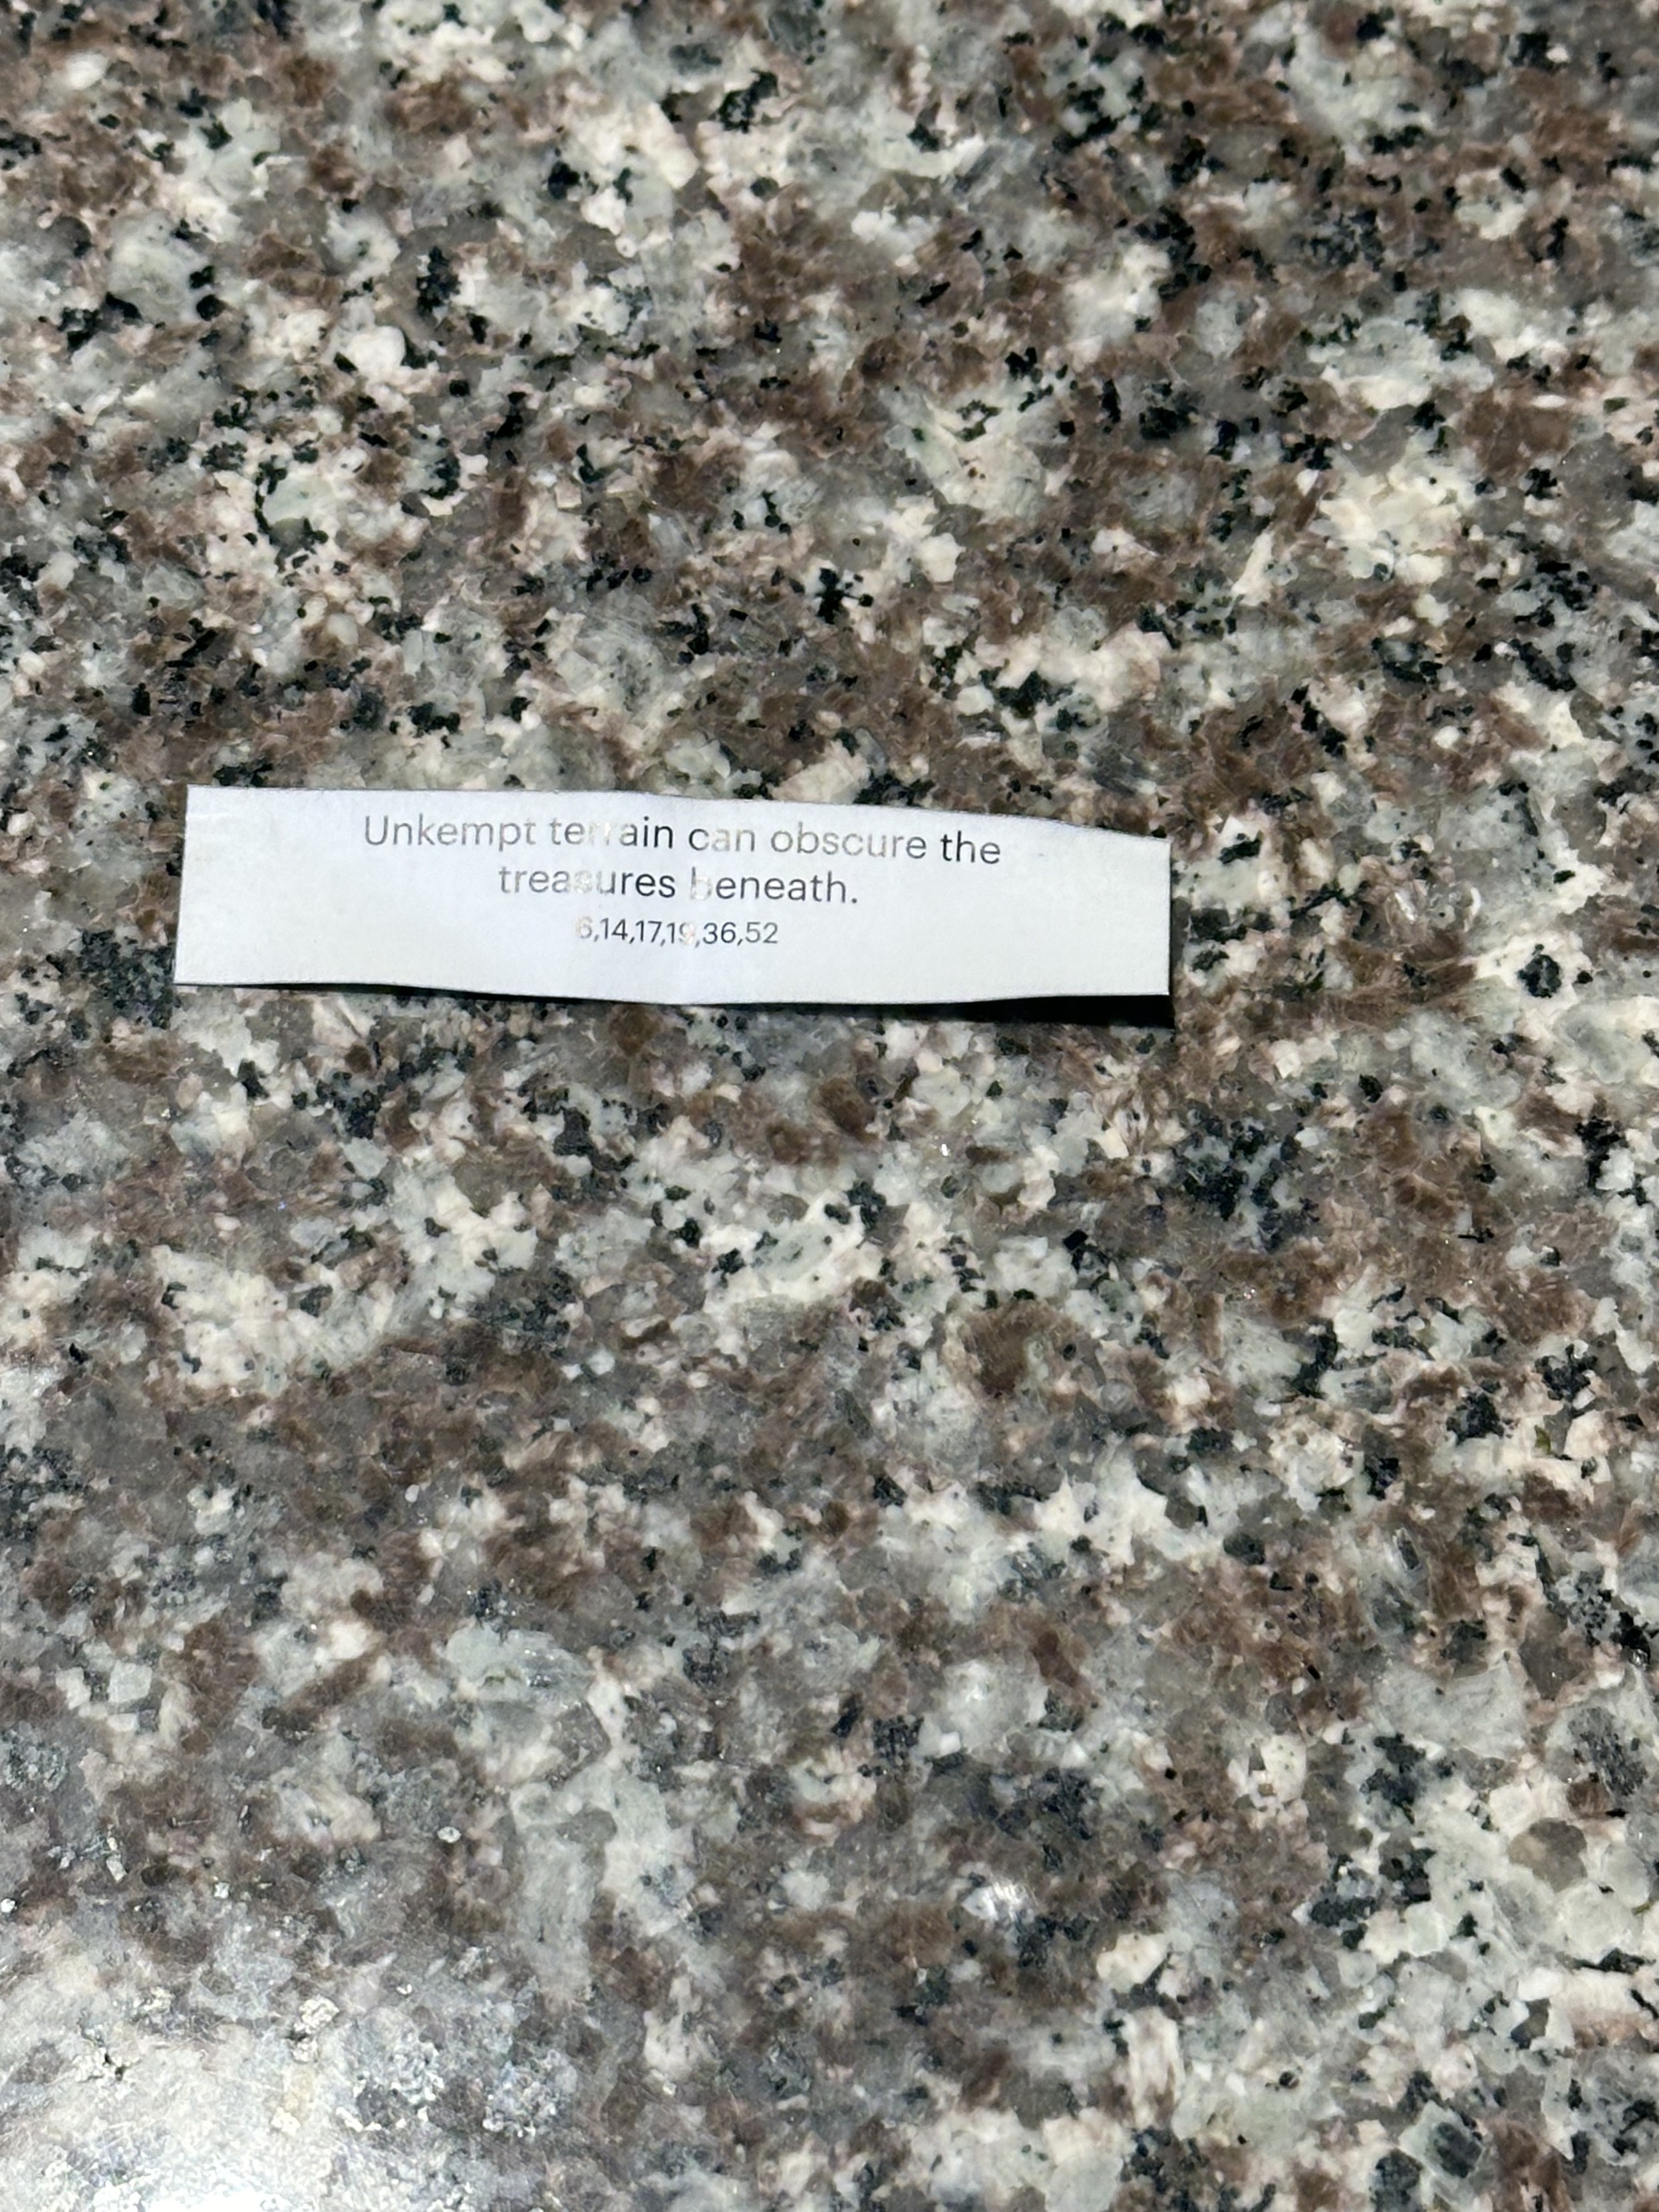 Unkempt terrain can obscure the
treasures beneath.
6,14,17,19,36,52